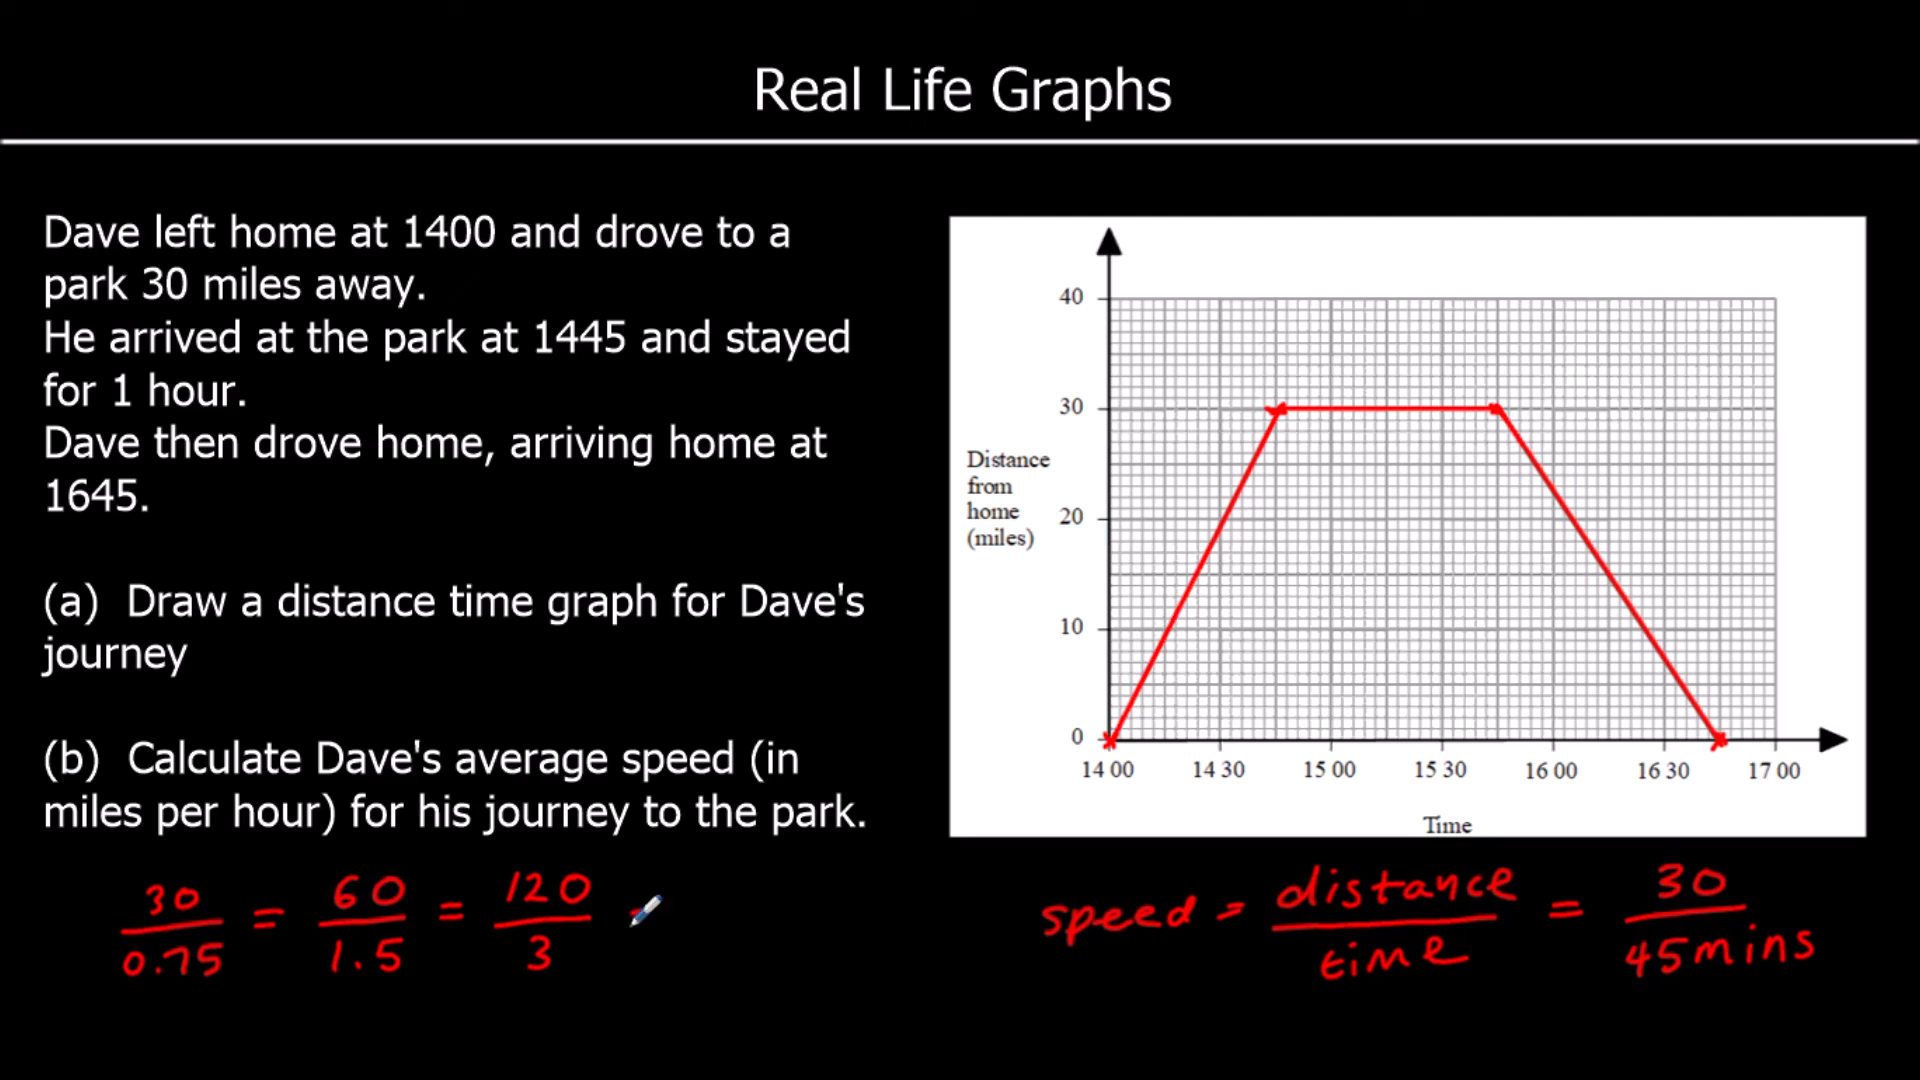 Real Life Graphs
Dave left home at 1400 and drove to a
park 30 miles away.
He arrived at the park at 1445 and stayed
for 1 hour.
Dave then drove home, arriving home at
1645.
(a) Draw a distance time graph for Dave's
journey
(b) Calculate Dave's average speed (in
miles per hour) for his journey to the park.
30/0.75 = 60/1.5 = 120/3 =
40
30
20
10
0
Distance
from
home
(miles)
14 00 14 30 15 00 15 30 16 00 16 30 17 00
Time
speed = distance/time = 30/45mins